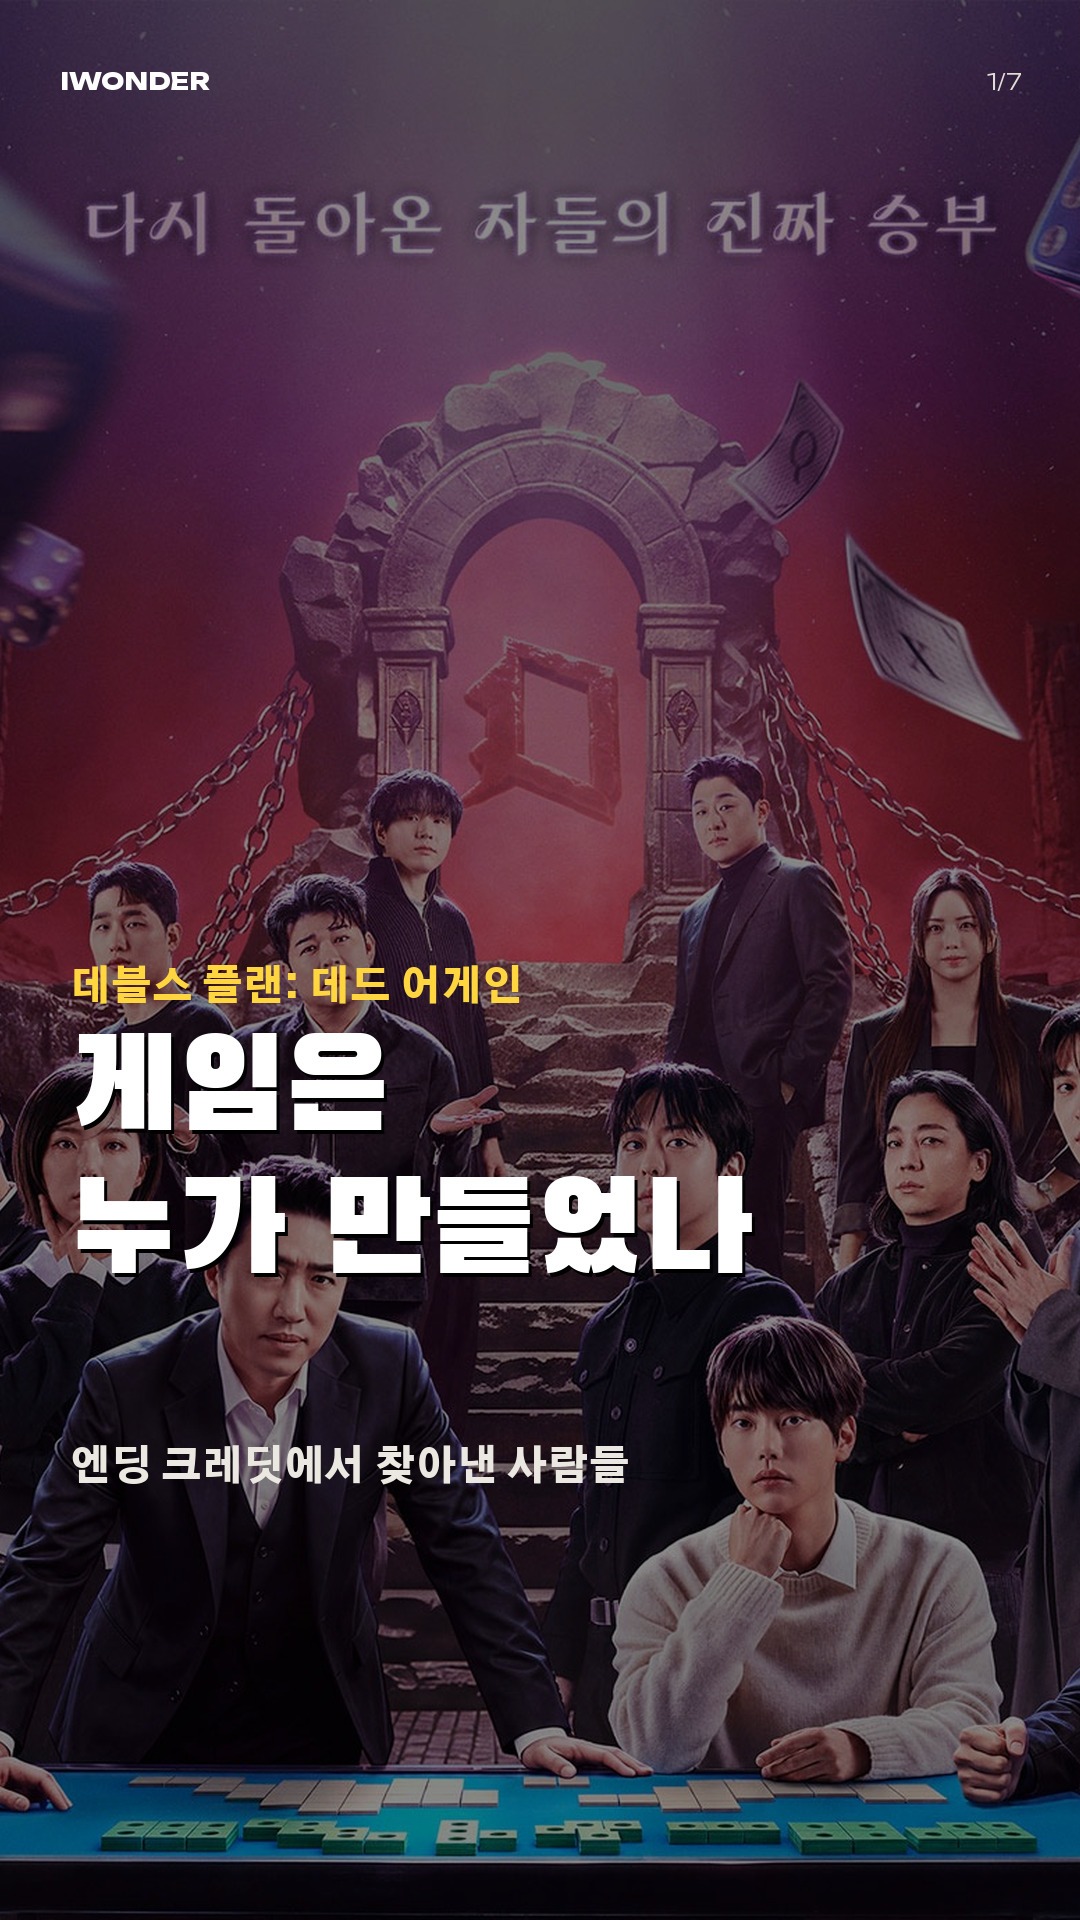 IWONDER
1/7
다시 돌아온 자들의 진짜 승부
Q
데블스 플랜: 데드 어게인
게임은
누가 만들었나
엔딩 크레딧에서 찾아낸 사람들